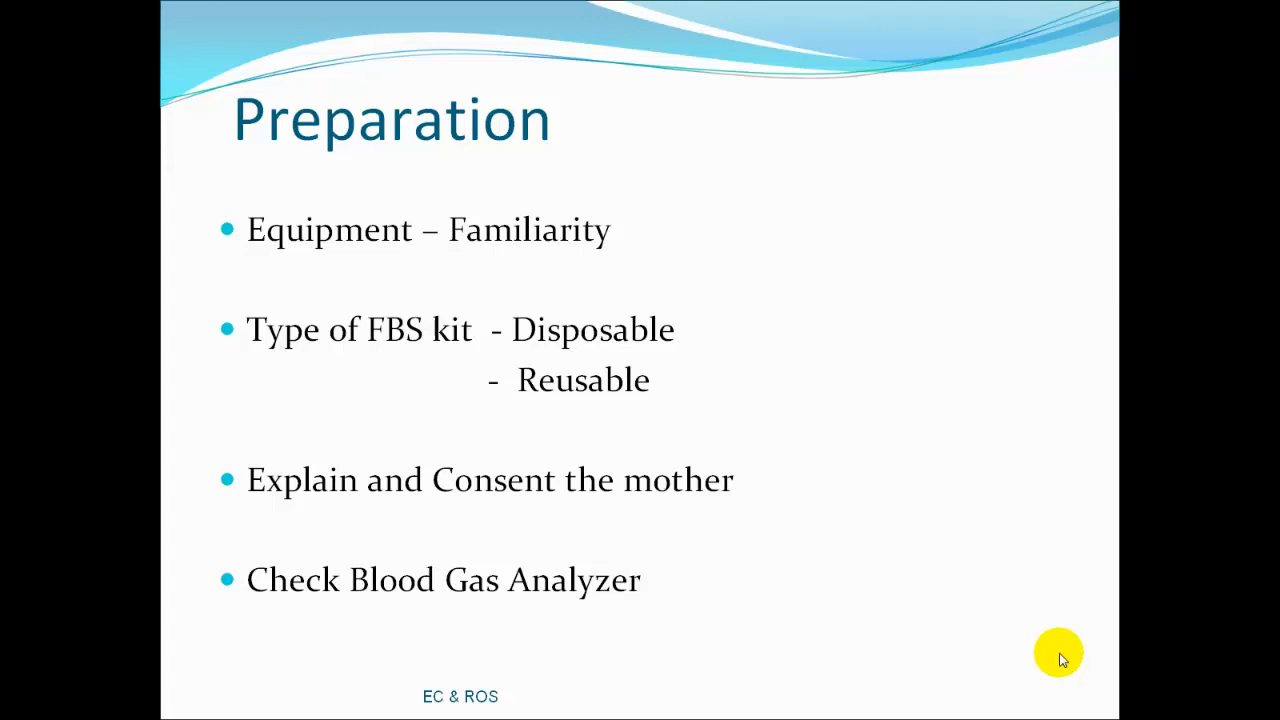 Preparation
• Equipment – Familiarity
• Type of FBS kit - Disposable
- Reusable
• Explain and Consent the mother
• Check Blood Gas Analyzer
EC & ROS